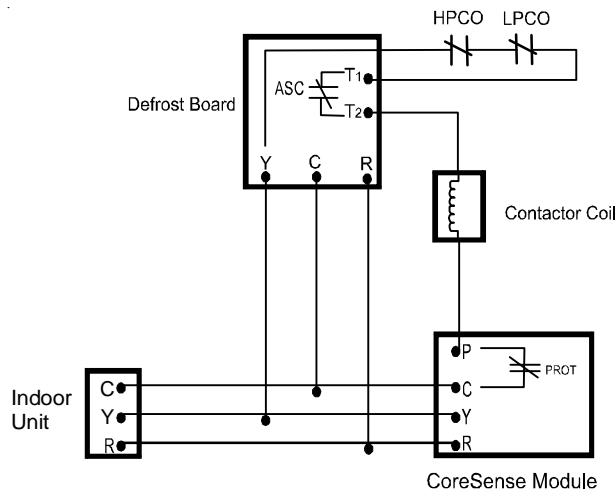 HPCO LPCO
Defrost Board
ASC
T1
T2
Y C R
Contactor Coil
Indoor
Unit
C
Y
R
P
PROT
C
Y
R
CoreSense Module